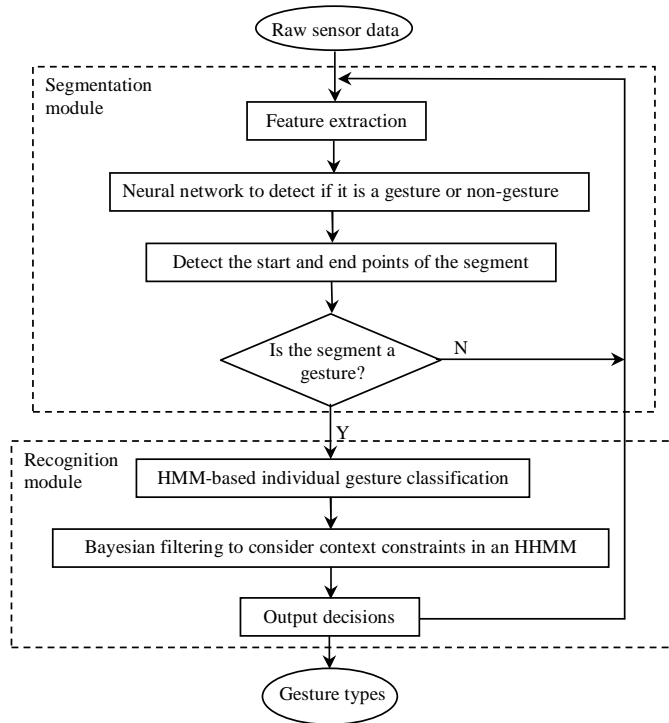 Raw sensor data
Segmentation
module
Feature extraction
Neural network to detect if it is a gesture or non-gesture
Detect the start and end points of the segment
Is the segment a
gesture?
N
Y
Recognition
module
HMM-based individual gesture classification
Bayesian filtering to consider context constraints in an HHMM
Output decisions
Gesture types